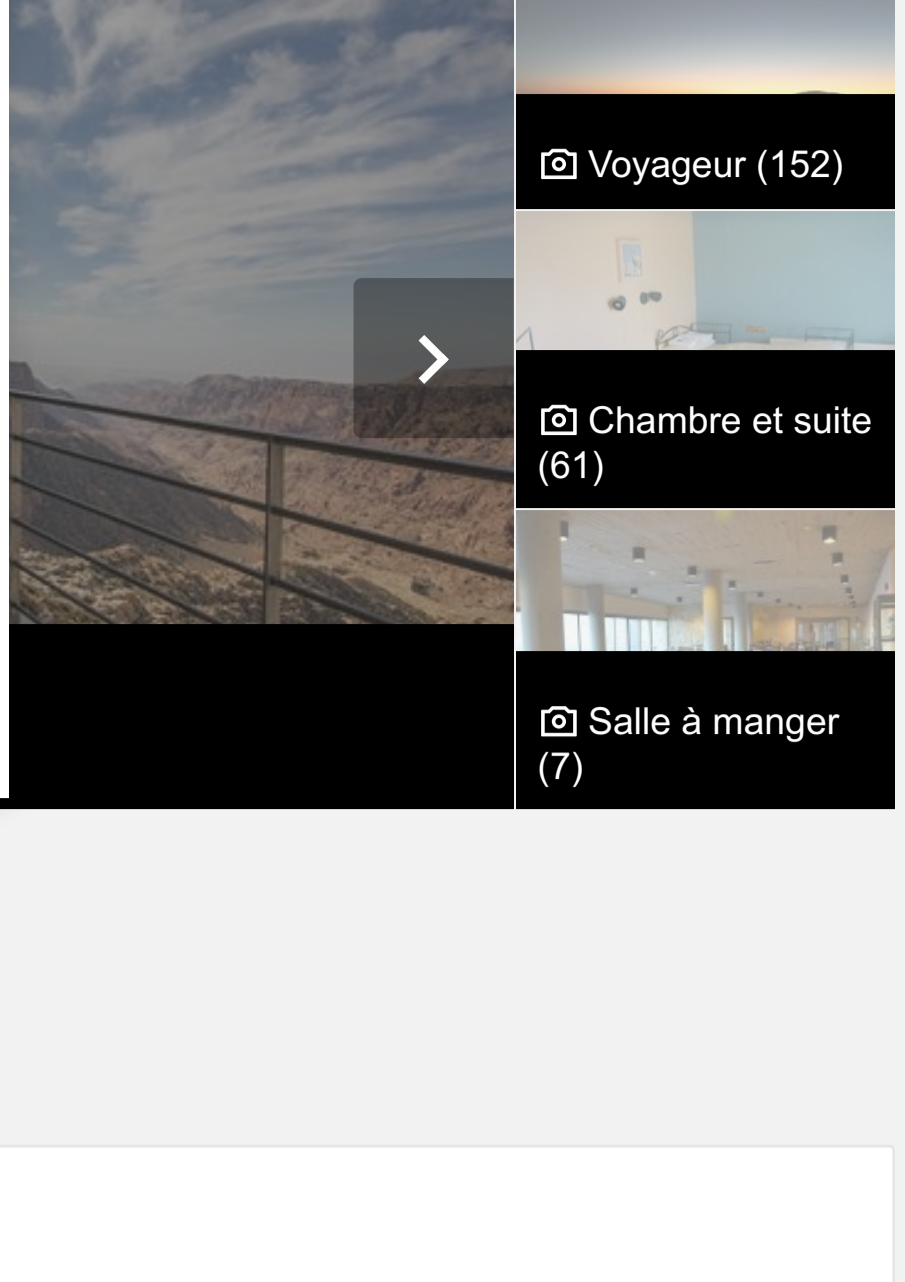 Voyageur (152)
Chambre et suite
(61)
Salle à manger
(7)